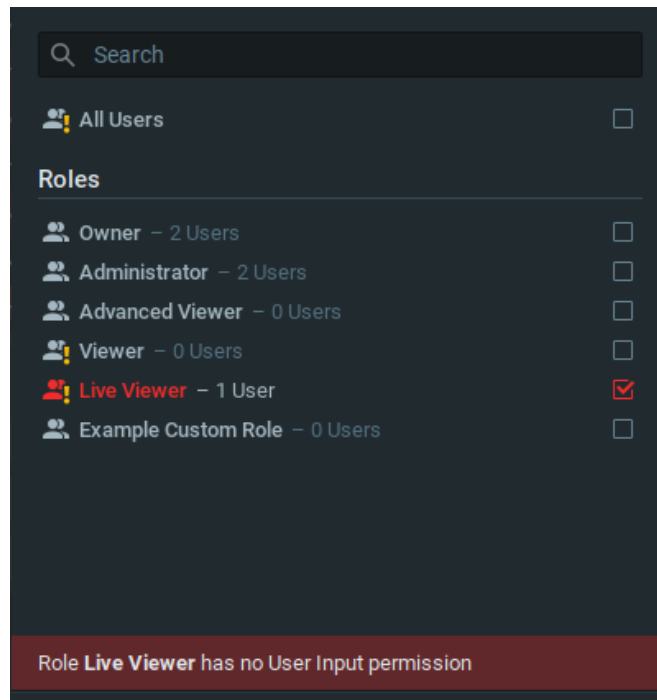 Search
All Users
Roles
Owner – 2 Users
Administrator – 2 Users
Advanced Viewer – 0 Users
Viewer – 0 Users
Live Viewer – 1 User
Example Custom Role – 0 Users
Role Live Viewer has no User Input permission